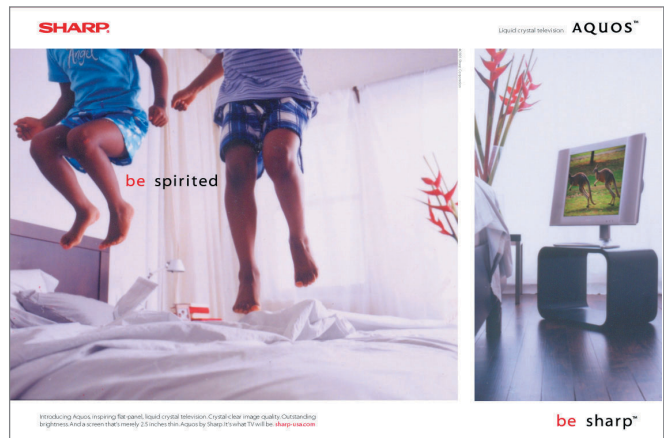 SHARP®
Liquid crystal television AQUOS™
Angel
be spirited
Introducing Aquos, inspiring flat-panel, liquid crystal television. Crystal-clear image quality. Outstanding
brightness. And a screen that's merely 2.5 inches thin. Aquos by Sharp. It's what TV will be. sharp-usa.com
be sharp™